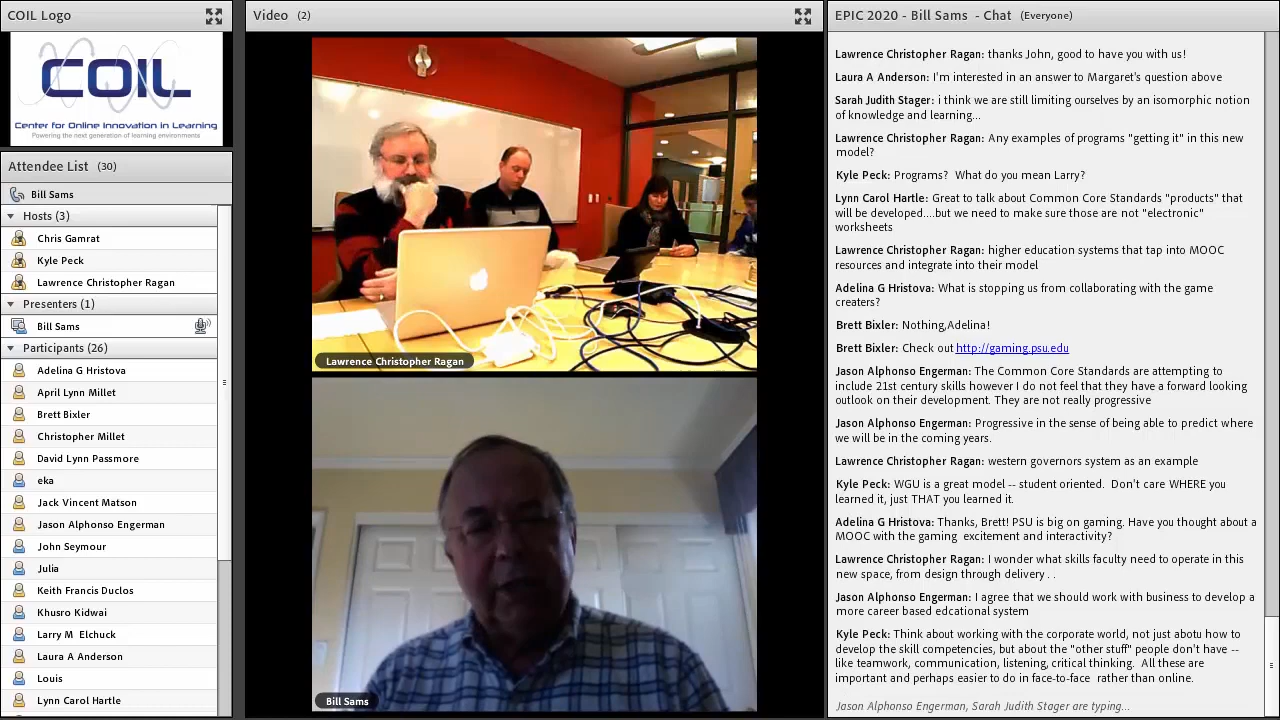 COIL Logo
COIL
Center for Online Innovation in Learning
Powering the next generation of learning environments
Attendee List (30)
Bill Sams
Hosts (3)
Chris Gamrat
Kyle Peck
Lawrence Christopher Ragan
Presenters (1)
Bill Sams
Participants (26)
Adelina G Hristova
April Lynn Millet
Brett Bixler
Christopher Millet
David Lynn Passmore
eka
Jack Vincent Matson
Jason Alphonso Engerman
John Seymour
Julia
Keith Francis Duclos
Khusro Kidwai
Larry M Elchuck
Laura A Anderson
Louis
Lynn Carol Hartle
Video (2)
Lawrence Christopher Ragan
Bill Sams
EPIC 2020 - Bill Sams - Chat (Everyone)
Lawrence Christopher Ragan: thanks John, good to have you with us!
Laura A Anderson: I'm interested in an answer to Margaret's question above
Sarah Judith Stager: i think we are still limiting ourselves by an isomorphic notion
of knowledge and learning...
Lawrence Christopher Ragan: Any examples of programs "getting it" in this new
model?
Kyle Peck: Programs? What do you mean Larry?
Lynn Carol Hartle: Great to talk about Common Core Standards "products" that
will be developed....but we need to make sure those are not "electronic"
worksheets
Lawrence Christopher Ragan: higher education systems that tap into MOOC
resources and integrate into their model
Adelina G Hristova: What is stopping us from collaborating with the game
creaters?
Brett Bixler: Nothing,Adelina!
Brett Bixler: Check out http://gaming.psu.edu
Jason Alphonso Engerman: The Common Core Standards are attempting to
include 21st century skills however I do not feel that they have a forward looking
outlook on their development. They are not really progressive
Jason Alphonso Engerman: Progressive in the sense of being able to predict where
we will be in the coming years.
Lawrence Christopher Ragan: western governors system as an example
Kyle Peck: WGU is a great model -- student oriented. Don't care WHERE you
learned it, just THAT you learned it.
Adelina G Hristova: Thanks, Brett! PSU is big on gaming. Have you thought about a
MOOC with the gaming excitement and interactivity?
Lawrence Christopher Ragan: I wonder what skills faculty need to operate in this
new space, from design through delivery . .
Jason Alphonso Engerman: I agree that we should work with business to develop a
more career based edcational system
Kyle Peck: Think about working with the corporate world, not just abotu how to
develop the skill competencies, but about the "other stuff" people don't have --
like teamwork, communication, listening, critical thinking. All these are
important and perhaps easier to do in face-to-face rather than online.
Jason Alphonso Engerman, Sarah Judith Stager are typing...